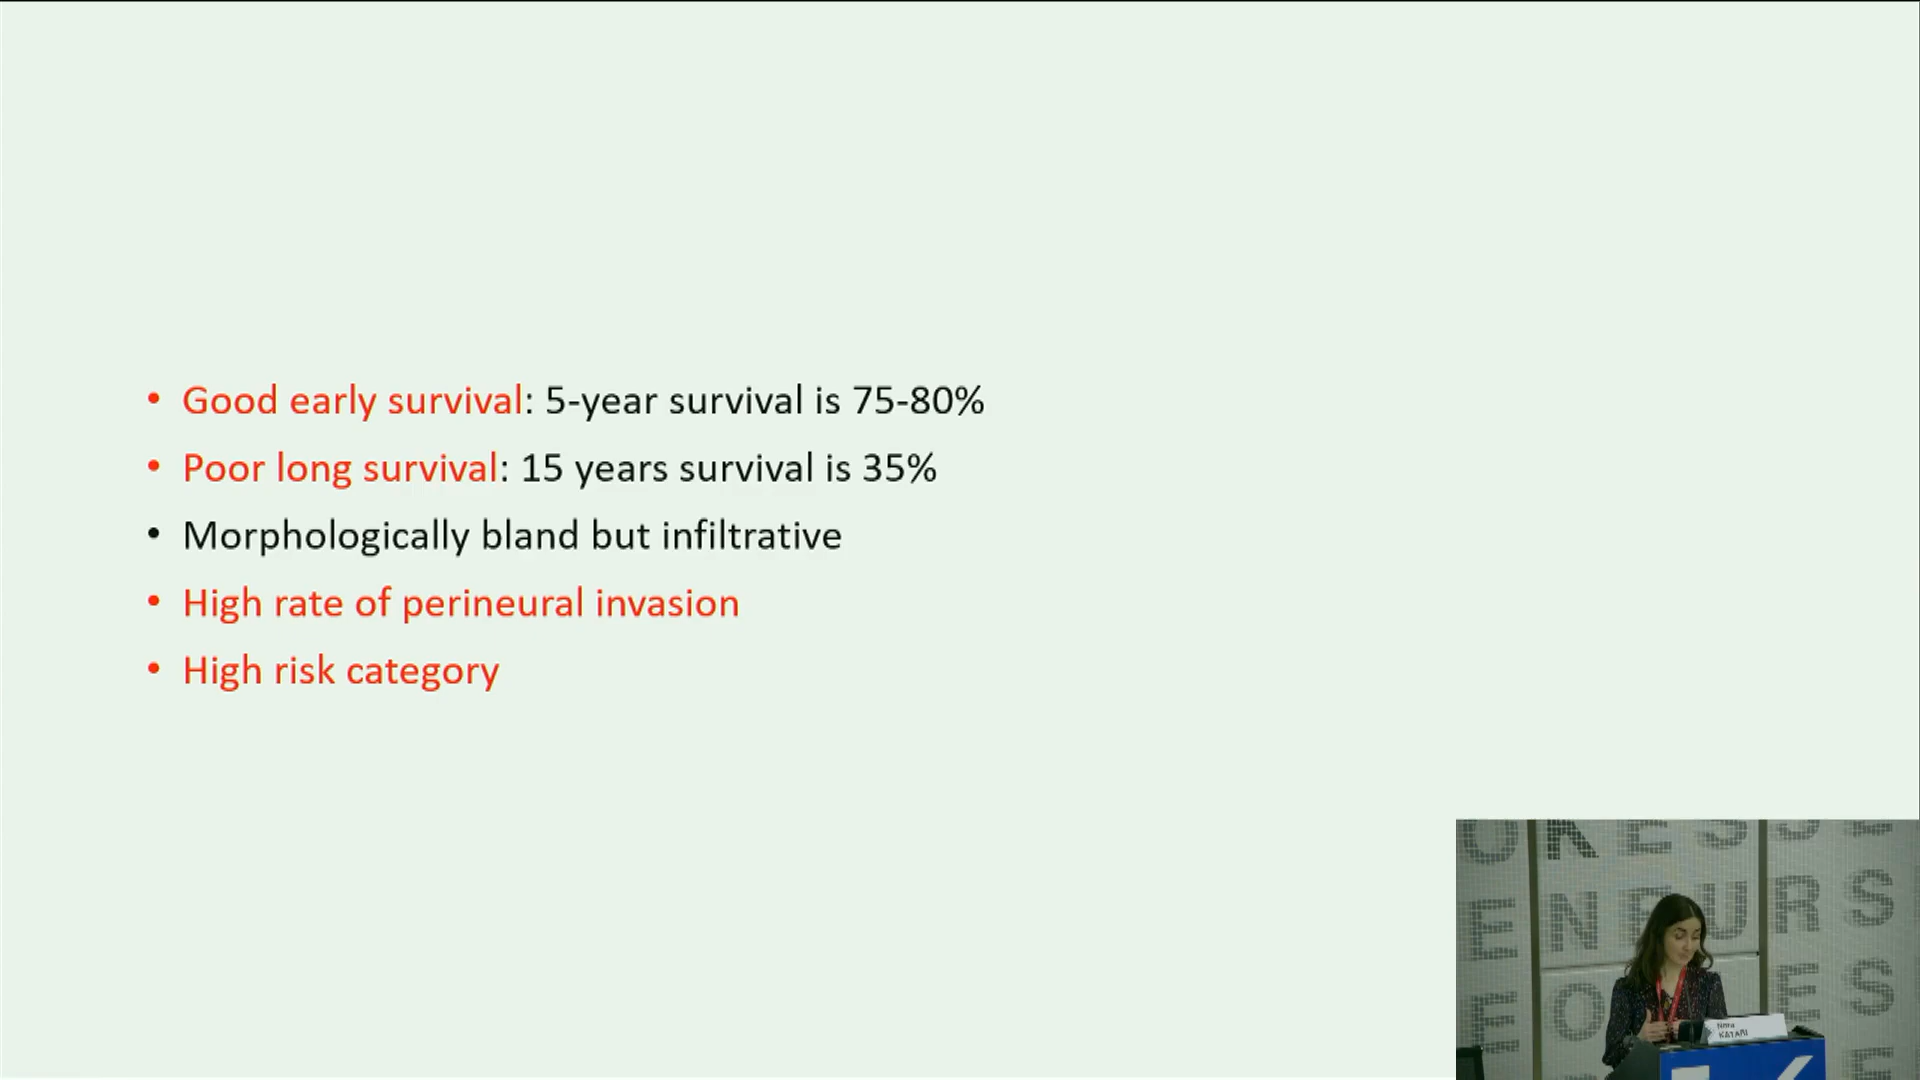 • Good early survival: 5-year survival is 75-80%
• Poor long survival: 15 years survival is 35%
• Morphologically bland but infiltrative
• High rate of perineural invasion
• High risk category
KATARI